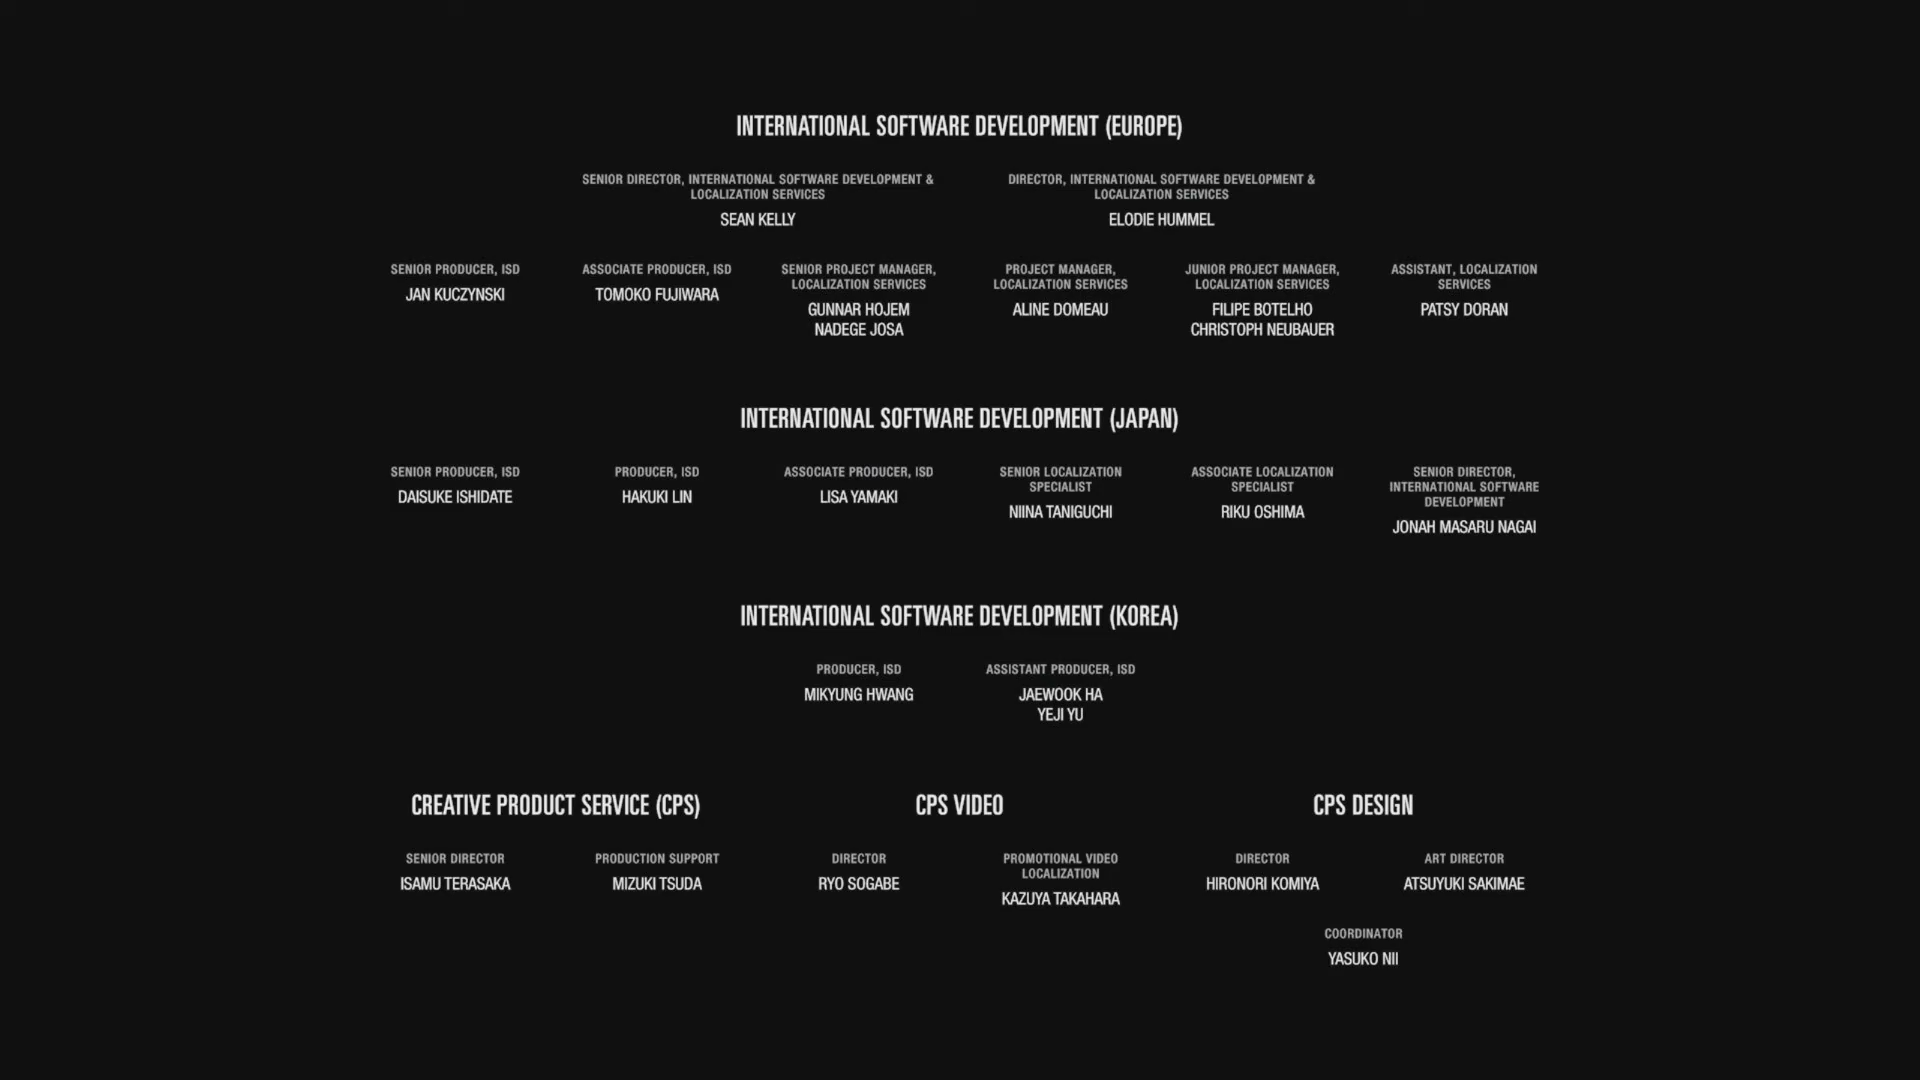 INTERNATIONAL SOFTWARE DEVELOPMENT (EUROPE)
SENIOR DIRECTOR, INTERNATIONAL SOFTWARE DEVELOPMENT &
LOCALIZATION SERVICES
SEAN KELLY
DIRECTOR, INTERNATIONAL SOFTWARE DEVELOPMENT &
LOCALIZATION SERVICES
ELODIE HUMMEL
SENIOR PRODUCER, ISD
JAN KUCZYNSKI
ASSOCIATE PRODUCER, ISD
TOMOKO FUJIWARA
SENIOR PROJECT MANAGER,
LOCALIZATION SERVICES
GUNNAR HOJEM
NADEGE JOSA
PROJECT MANAGER,
LOCALIZATION SERVICES
ALINE DOMEAU
JUNIOR PROJECT MANAGER,
LOCALIZATION SERVICES
FILIPE BOTELHO
CHRISTOPH NEUBAUER
ASSISTANT, LOCALIZATION
SERVICES
PATSY DORAN
INTERNATIONAL SOFTWARE DEVELOPMENT (JAPAN)
SENIOR PRODUCER, ISD
DAISUKE ISHIDATE
PRODUCER, ISD
HAKUKI LIN
ASSOCIATE PRODUCER, ISD
LISA YAMAKI
SENIOR LOCALIZATION
SPECIALIST
NIINA TANIGUCHI
ASSOCIATE LOCALIZATION
SPECIALIST
RIKU OSHIMA
SENIOR DIRECTOR,
INTERNATIONAL SOFTWARE
DEVELOPMENT
JONAH MASARU NAGAI
INTERNATIONAL SOFTWARE DEVELOPMENT (KOREA)
PRODUCER, ISD
MIKYUNG HWANG
ASSISTANT PRODUCER, ISD
JAEWOOK HA
YEJI YU
CREATIVE PRODUCT SERVICE (CPS)
SENIOR DIRECTOR
ISAMU TERASAKA
PRODUCTION SUPPORT
MIZUKI TSUDA
CPS VIDEO
DIRECTOR
RYO SOGABE
PROMOTIONAL VIDEO
LOCALIZATION
KAZUYA TAKAHARA
CPS DESIGN
DIRECTOR
HIRONORI KOMIYA
ART DIRECTOR
ATSUYUKI SAKIMAE
COORDINATOR
YASUKO NII